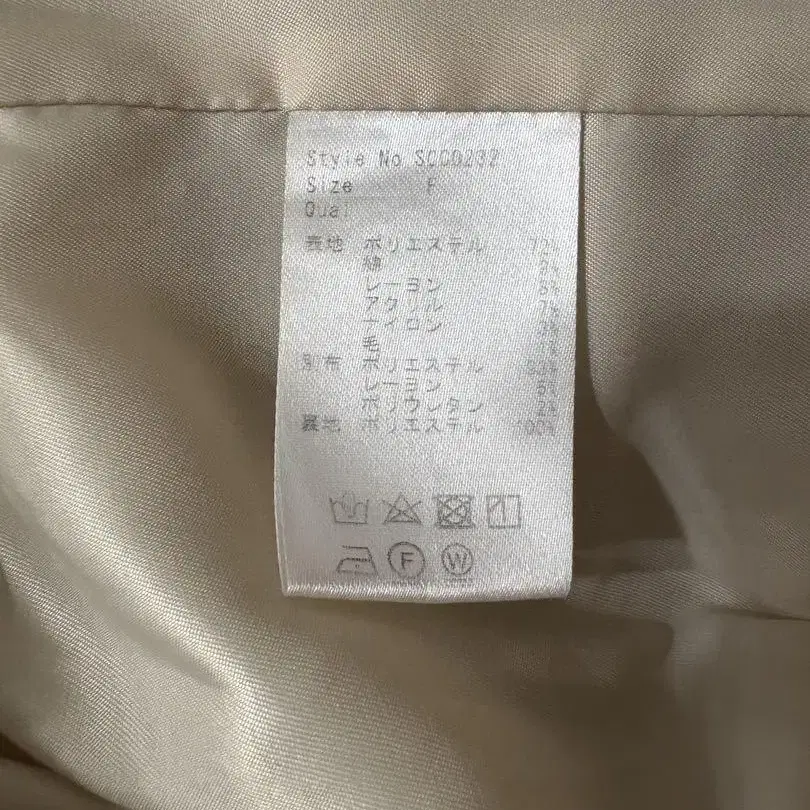 Style No
Size F
Qual
表地 ポリエステル
綿
レーヨン
アクリル
ナイロン
毛
別布 ポリエステル
レーヨン
ポリウレタン
裏地 ポリエステル 100%
F
W